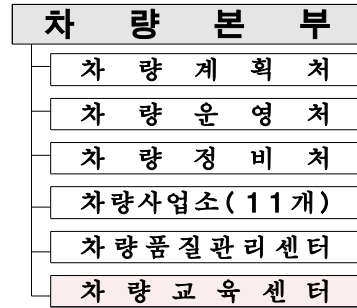 차 량 본 부
차 량 계 획 처
차 량 운 영 처
차 량 정 비 처
차량사업소(11개)
차량품질관리센터
차 량 교 육 센 터